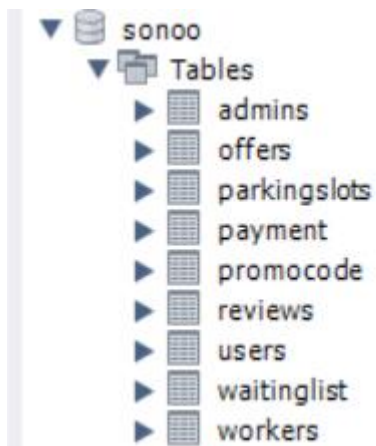 sonoo
Tables
admins
offers
parkingslots
payment
promocode
reviews
users
waitinglist
workers